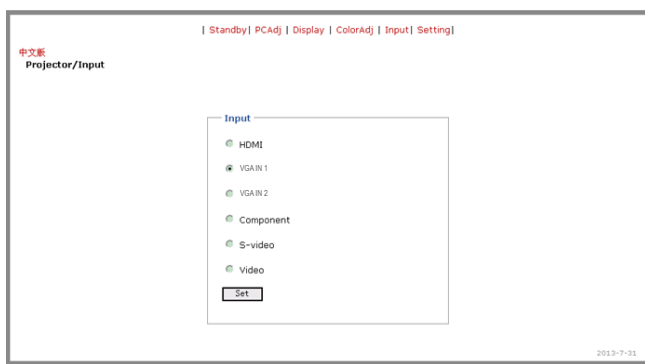 | Standby| PCAdj | Display | ColorAdj | Input| Setting|
中文版
Projector/Input
Input
HDMI
VGA IN 1
VGA IN 2
Component
S-video
Video
Set
2013-7-31